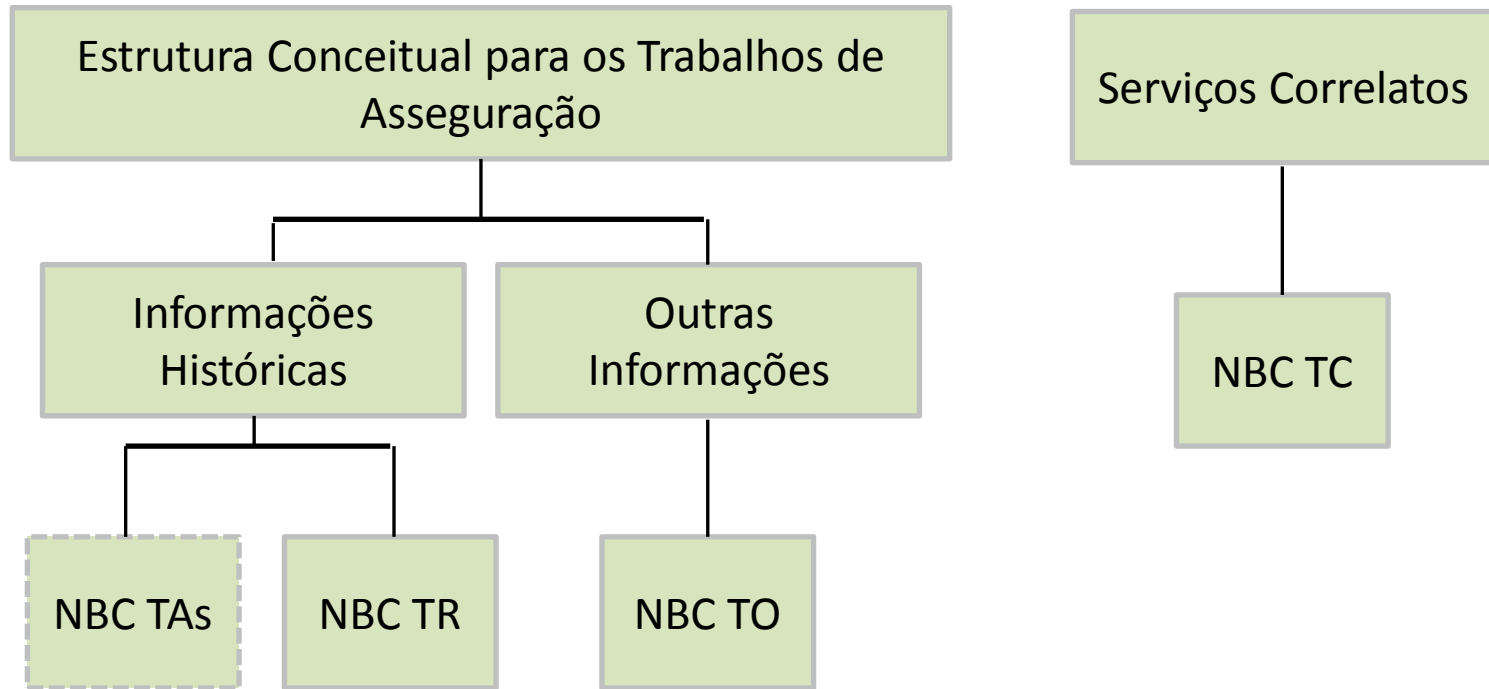 Estrutura Conceitual para os Trabalhos de
Asseguração
Serviços Correlatos
Informações
Históricas
Outras
Informações
NBC TC
NBC TAs
NBC TR
NBC TO